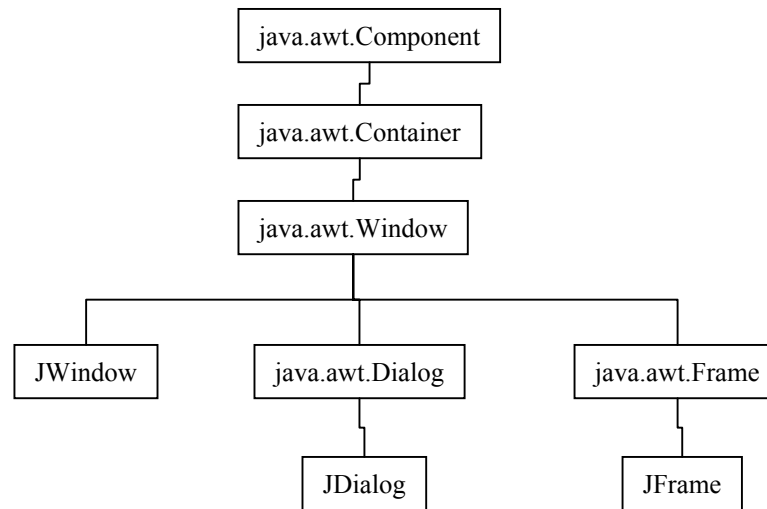 java.awt.Component
java.awt.Container
java.awt.Window
JWindow
java.awt.Dialog
java.awt.Frame
JDialog
JFrame